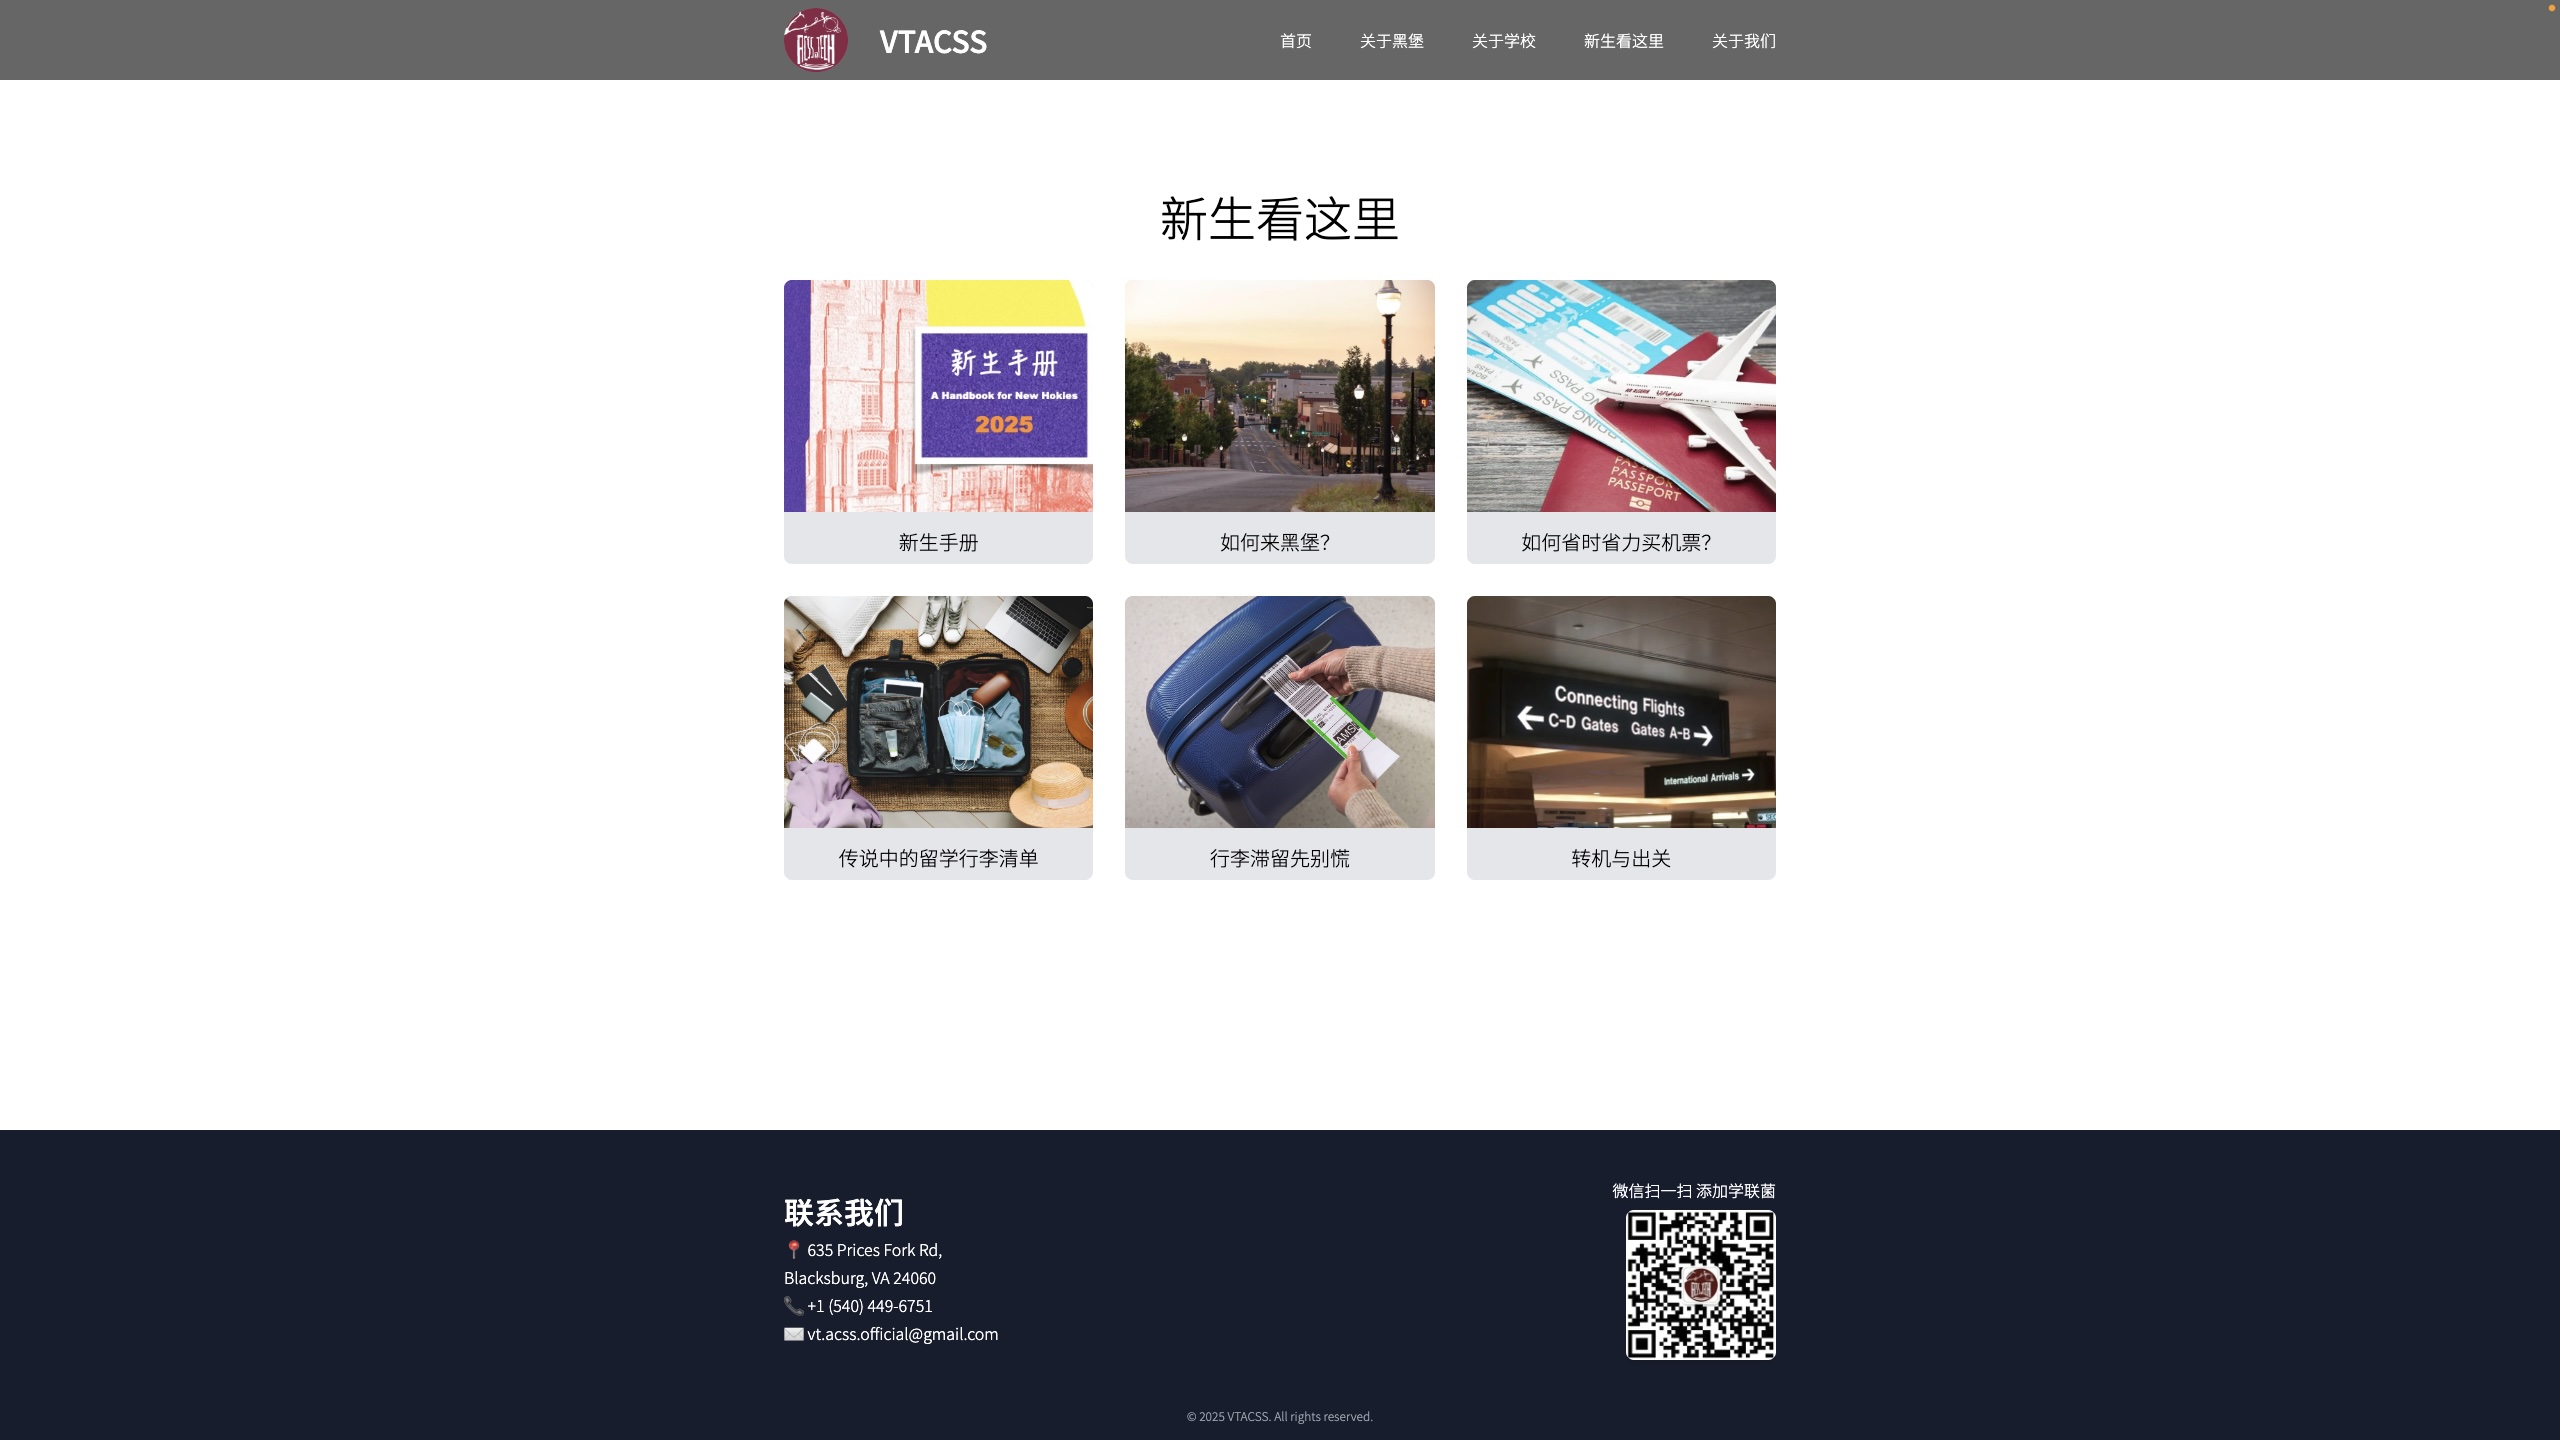 VTACSS
首页 关于黑堡 关于学校 新生看这里 关于我们
新生看这里
新生手册
A Handbook for New Hokies
2025
新生手册
如何来黑堡?
BOARDING PASS
PASSPORT
PASSEPORT
如何省时省力买机票?
传说中的留学行李清单
行李滞留先别慌
Connecting Flights
← C-D Gates Gates A-B →
International Arrivals →
转机与出关
联系我们
📍 635 Prices Fork Rd,
Blacksburg, VA 24060
📞 +1 (540) 449-6751
✉️ vt.acss.official@gmail.com
微信扫一扫 添加学联菌
© 2025 VTACSS. All rights reserved.